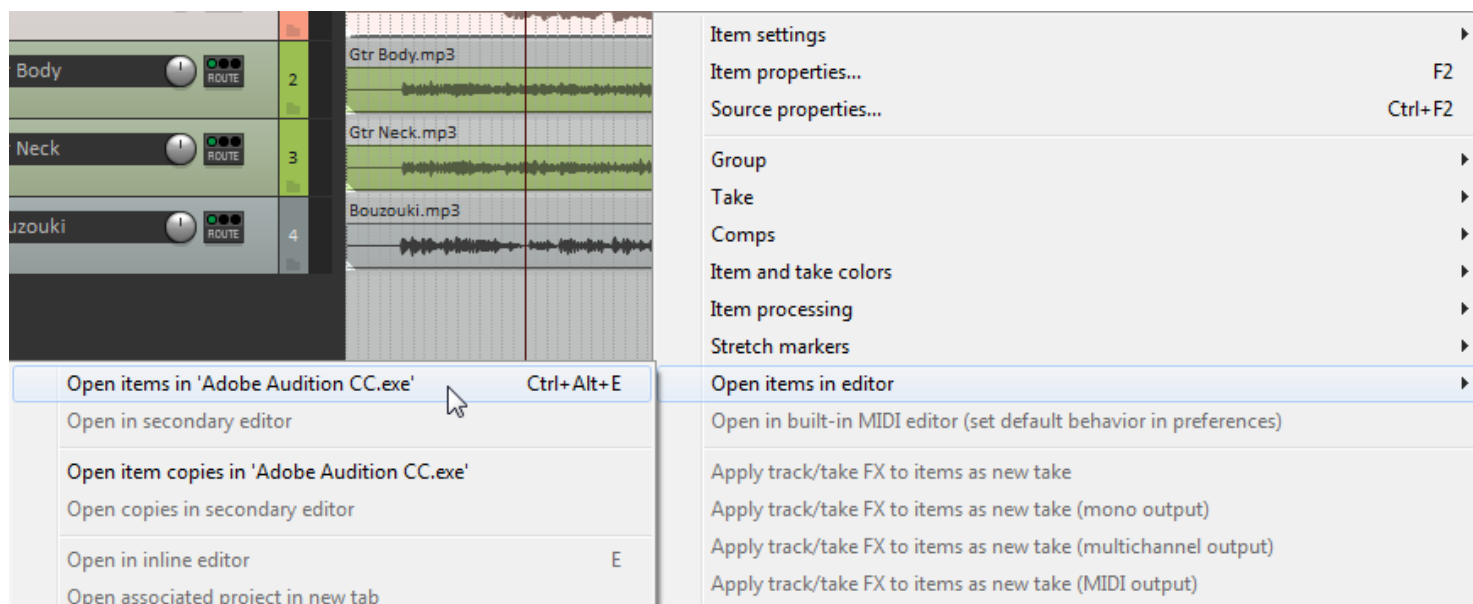 Body
ROUTE
2
Gtr Body.mp3
Neck
ROUTE
3
Gtr Neck.mp3
uzouki
ROUTE
4
Bouzouki.mp3
Item settings
Item properties... F2
Source properties... Ctrl+F2
Group
Take
Comps
Item and take colors
Item processing
Stretch markers
Open items in editor
Open in built-in MIDI editor (set default behavior in preferences)
Apply track/take FX to items as new take
Apply track/take FX to items as new take (mono output)
Apply track/take FX to items as new take (multichannel output)
Apply track/take FX to items as new take (MIDI output)
Open items in 'Adobe Audition CC.exe' Ctrl+Alt+E
Open in secondary editor
Open item copies in 'Adobe Audition CC.exe'
Open copies in secondary editor
Open in inline editor E
Open associated project in new tab